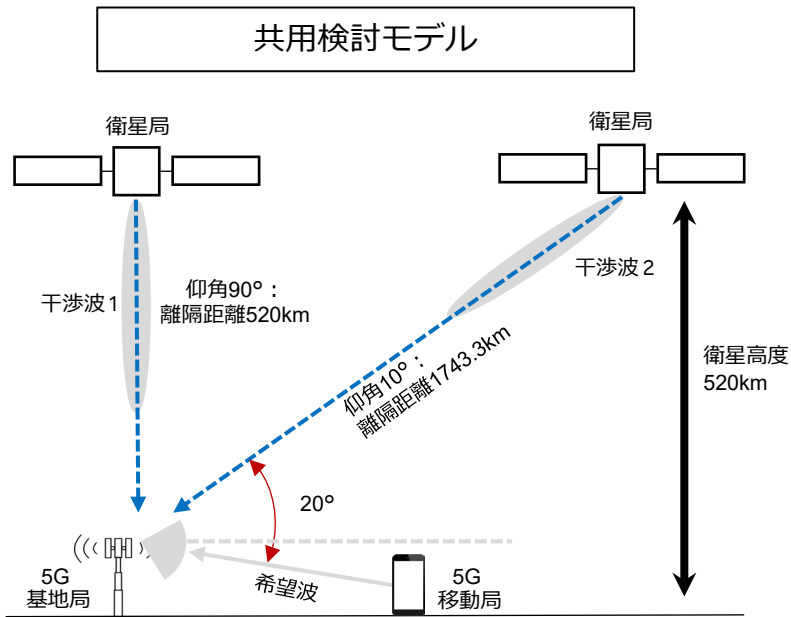 共用検討モデル
衛星局
衛星局
干渉波1
仰角90°：
離隔距離520km
干渉波2
仰角10°：
離隔距離1743.3km
衛星高度
520km
20°
5G
基地局
希望波
5G
移動局